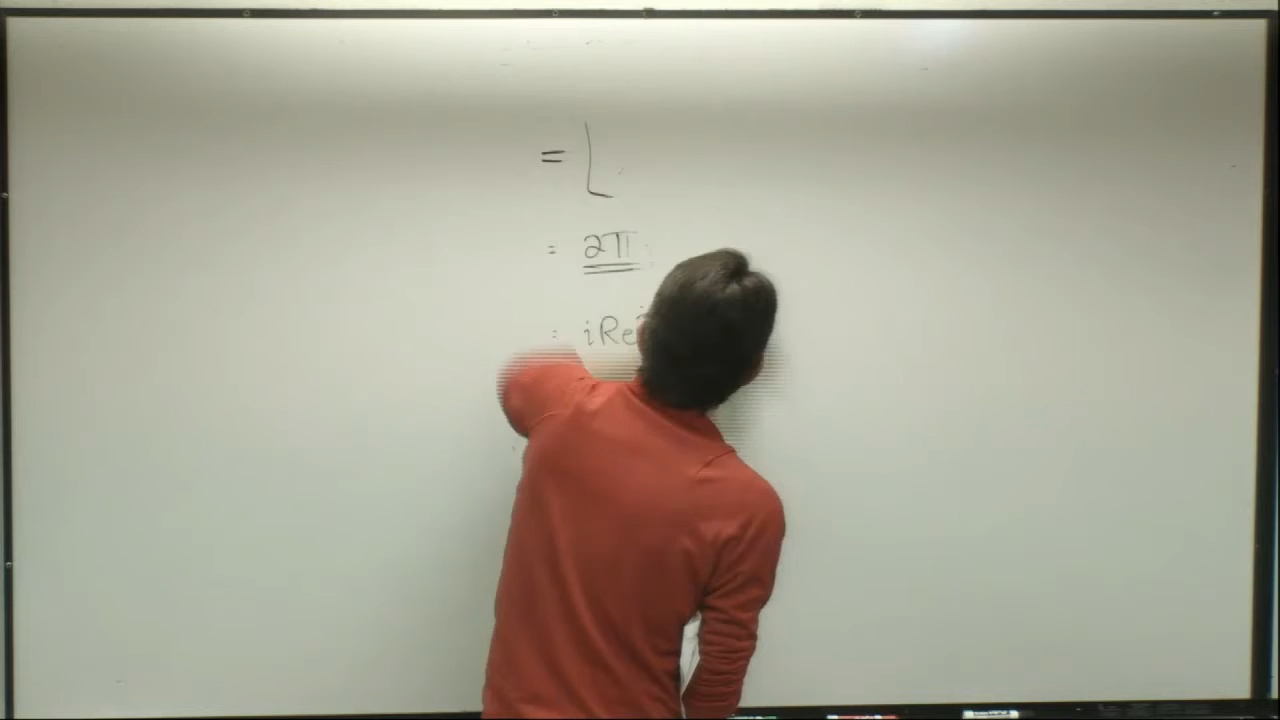 = L
= 2π
= iRe